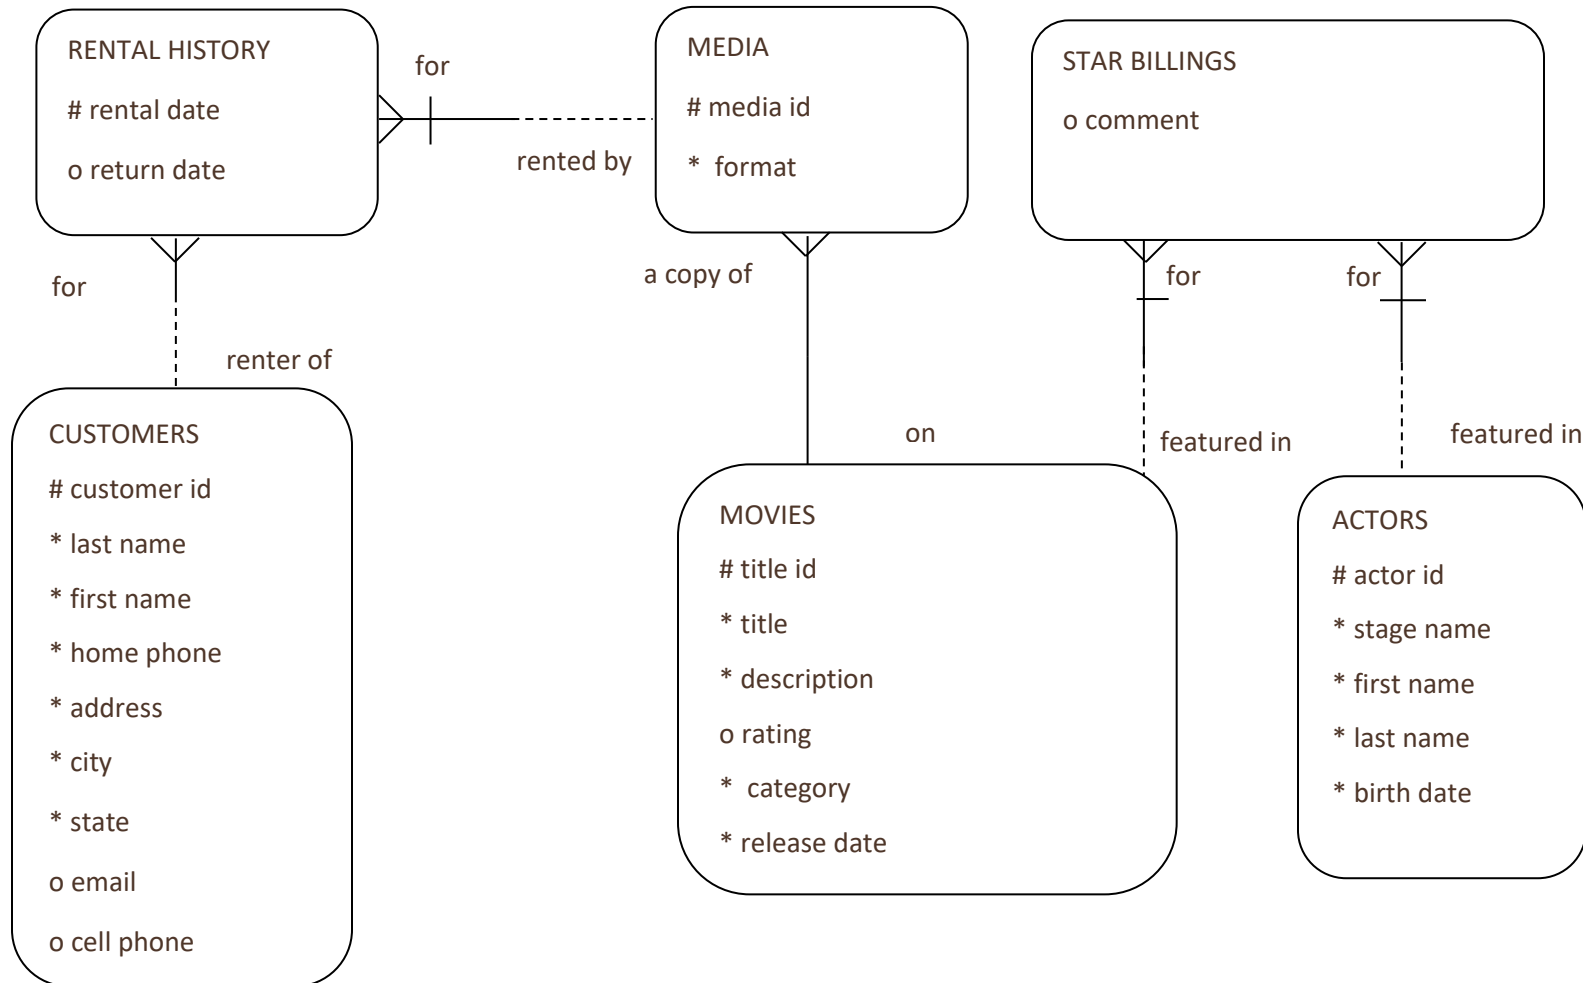 RENTAL HISTORY
# rental date
o return date
for
rented by
MEDIA
# media id
* format
STAR BILLINGS
o comment
for
renter of
a copy of
on
for
featured in
for
featured in
CUSTOMERS
# customer id
* last name
* first name
* home phone
* address
* city
* state
o email
o cell phone
MOVIES
# title id
* title
* description
o rating
* category
* release date
ACTORS
# actor id
* stage name
* first name
* last name
* birth date